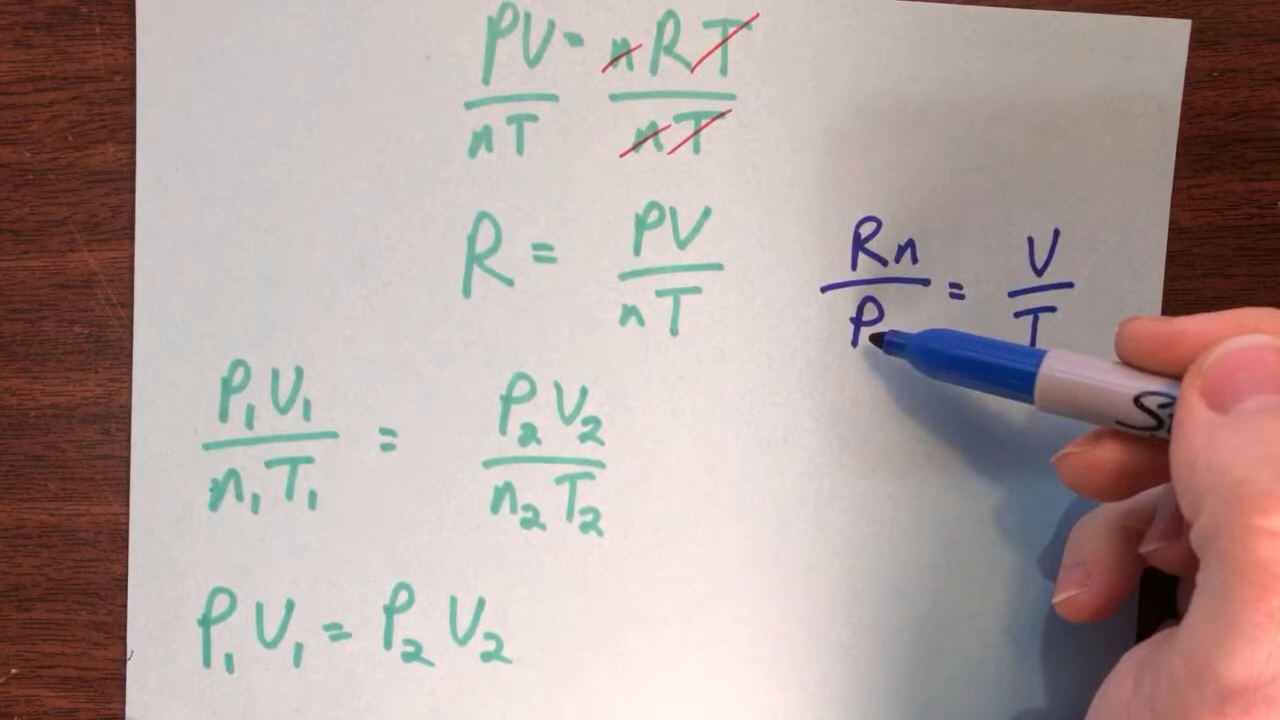 PV = nRT
nT nT
R = PV
nT
Rn = V
P T
P₁V₁ = P₂V₂
n₁T₁ n₂T₂
P₁V₁ = P₂V₂